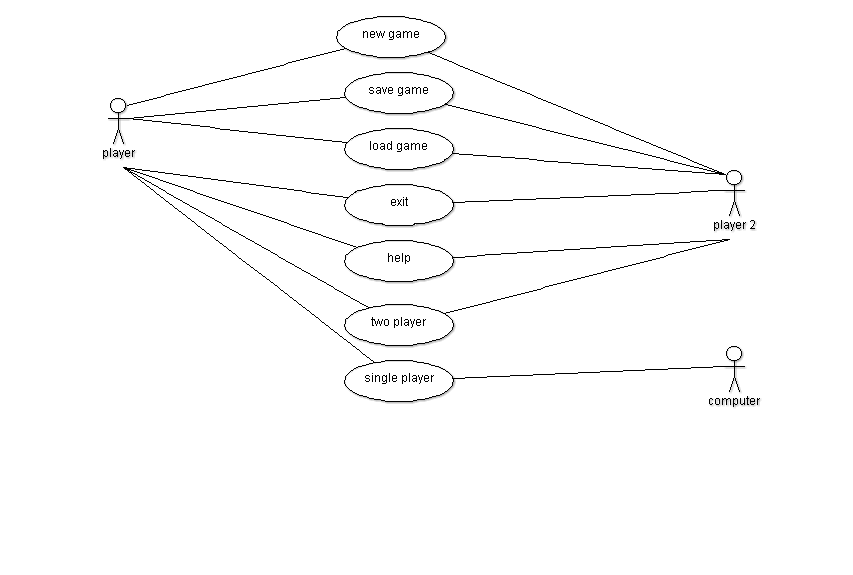 new game
save game
load game
player
exit
player 2
help
two player
single player
computer